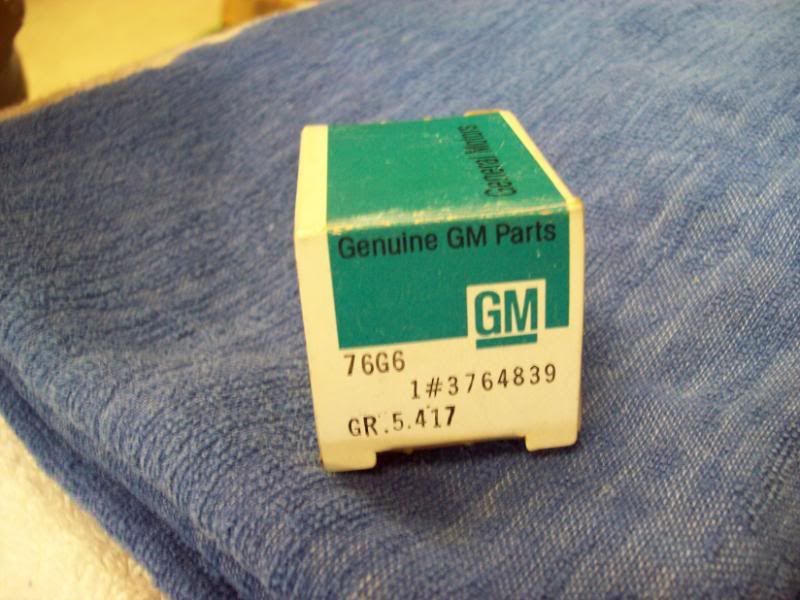 General Motors
Genuine GM Parts
GM
76G6
1#3764839
GR.5.417